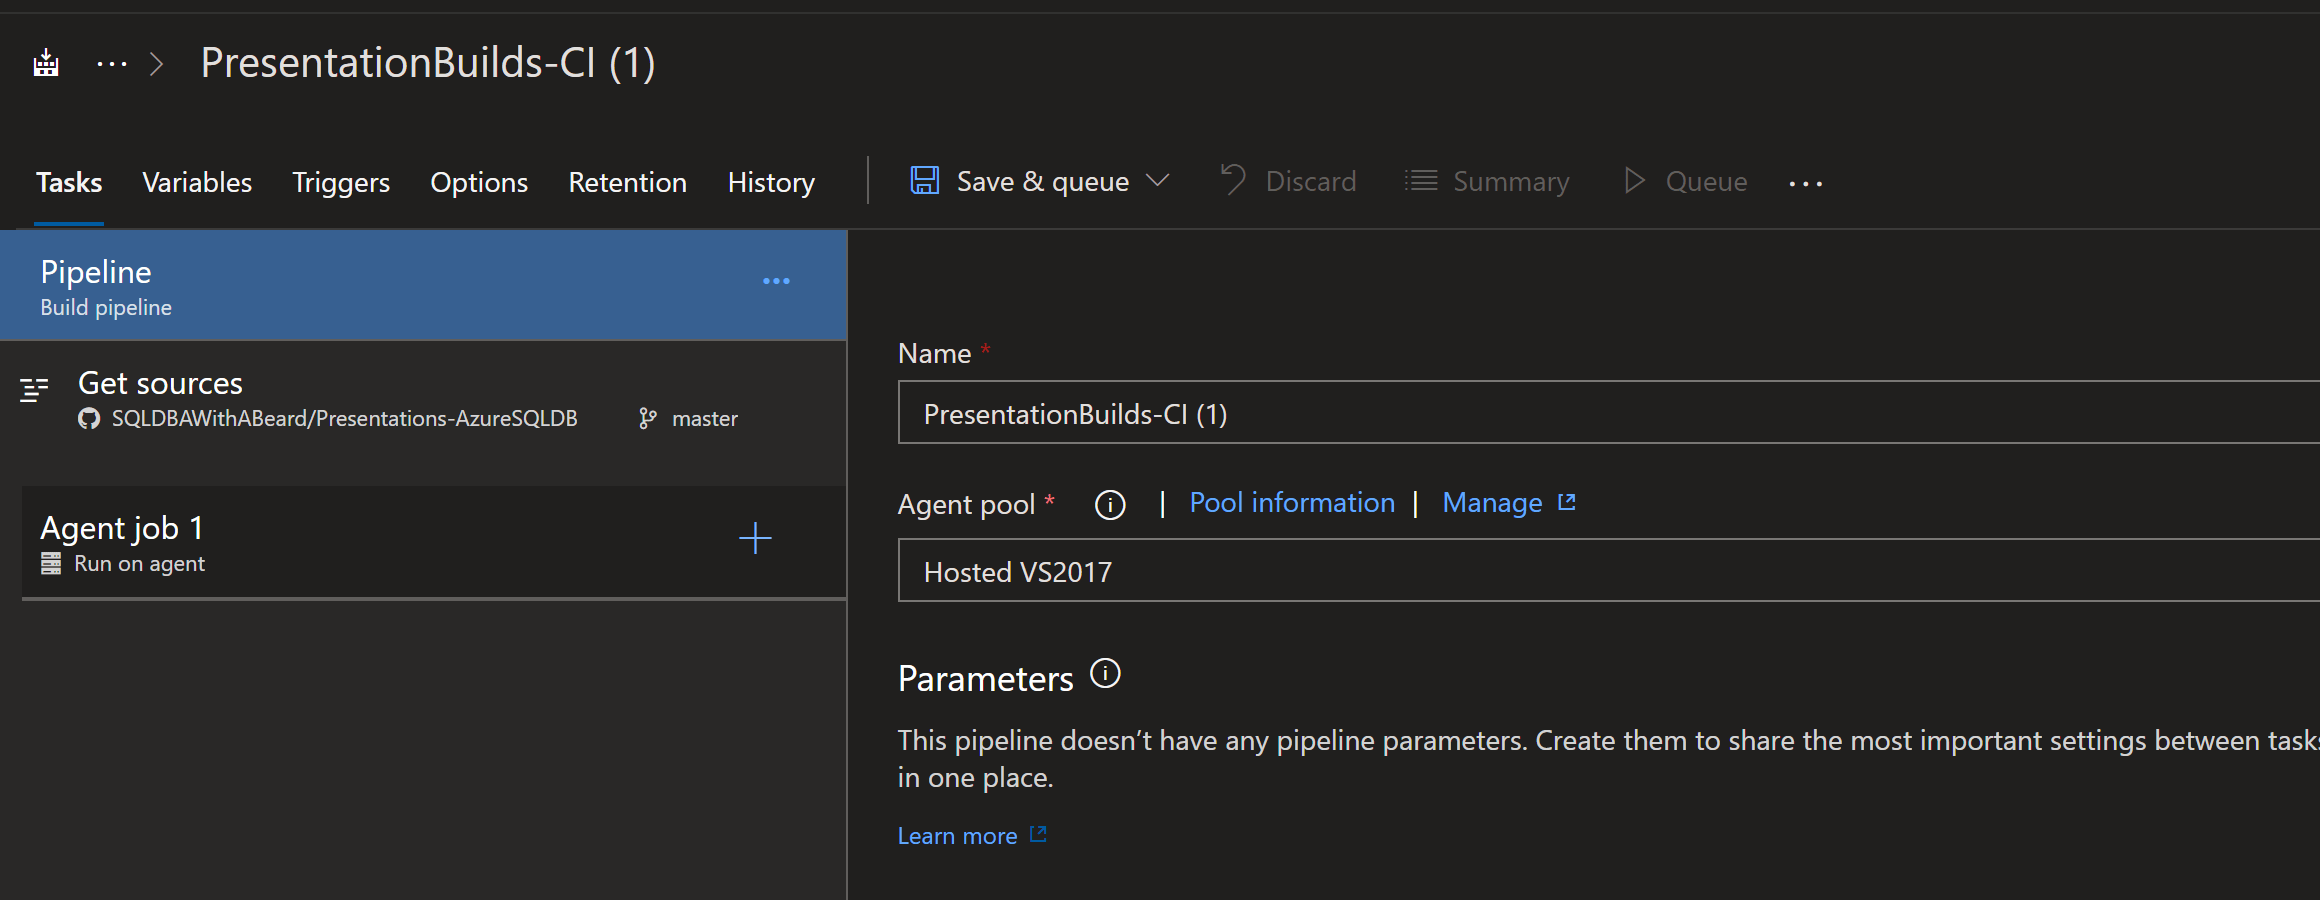 PresentationBuilds-CI (1)
Tasks Variables Triggers Options Retention History Save & queue Discard Summary Queue
Pipeline
Build pipeline
Get sources
SQLDBAWithABeard/Presentations-AzureSQLDB master
Agent job 1
Run on agent
Name *
PresentationBuilds-CI (1)
Agent pool * | Pool information | Manage
Hosted VS2017
Parameters
This pipeline doesn’t have any pipeline parameters. Create them to share the most important settings between tasks
in one place.
Learn more